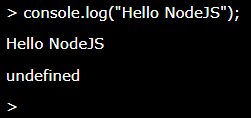 > console.log("Hello NodeJS");
Hello NodeJS
undefined
>